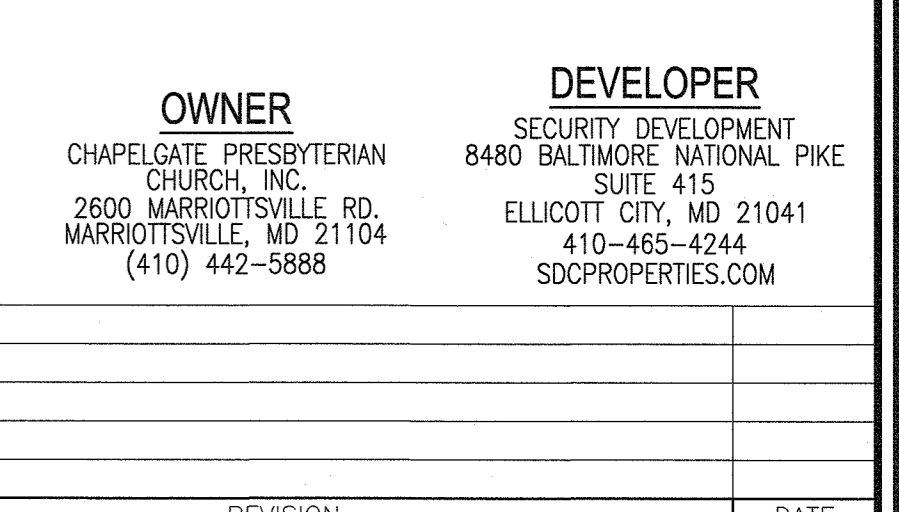 OWNER
CHAPELGATE PRESBYTERIAN
CHURCH, INC.
2600 MARRIOTTSVILLE RD.
MARRIOTTSVILLE, MD 21104
(410) 442-5888
DEVELOPER
SECURITY DEVELOPMENT
8480 BALTIMORE NATIONAL PIKE
SUITE 415
ELLICOTT CITY, MD 21041
410-465-4244
SDCPROPERTIES.COM
REVISION DATE